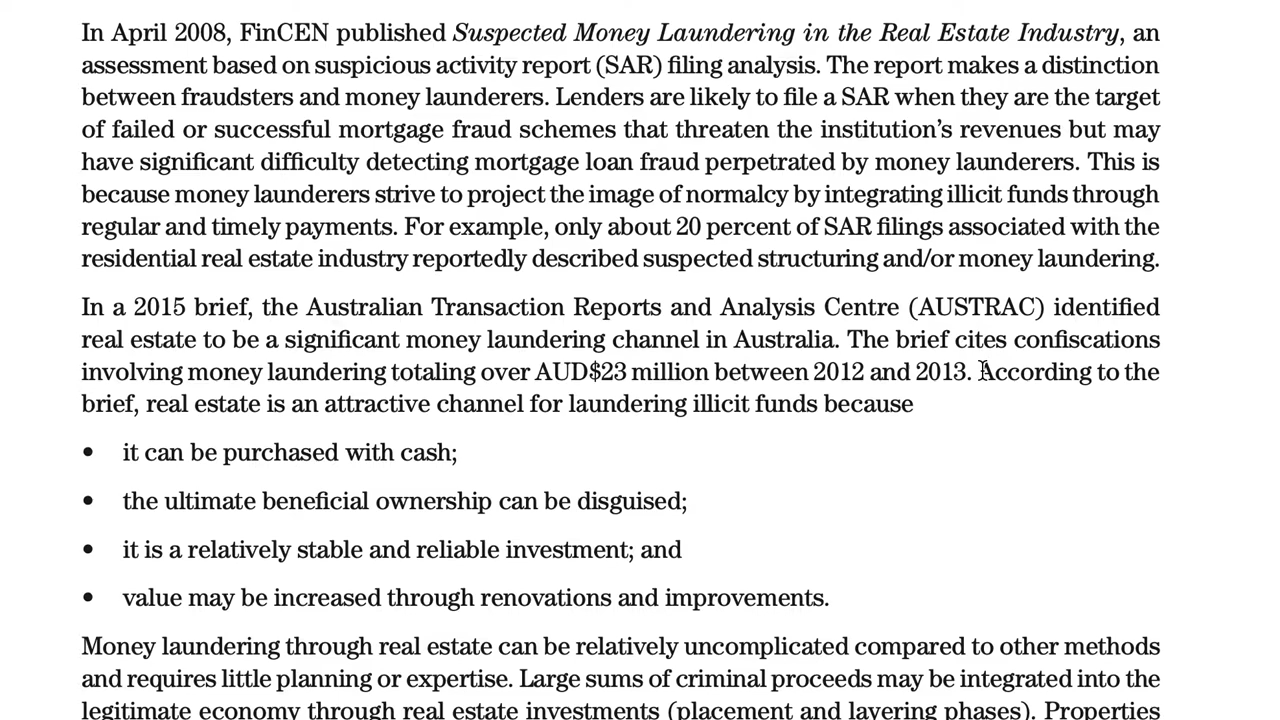 In April 2008, FinCEN published Suspected Money Laundering in the Real Estate Industry, an
assessment based on suspicious activity report (SAR) filing analysis. The report makes a distinction
between fraudsters and money launderers. Lenders are likely to file a SAR when they are the target
of failed or successful mortgage fraud schemes that threaten the institution's revenues but may
have significant difficulty detecting mortgage loan fraud perpetrated by money launderers. This is
because money launderers strive to project the image of normalcy by integrating illicit funds through
regular and timely payments. For example, only about 20 percent of SAR filings associated with the
residential real estate industry reportedly described suspected structuring and/or money laundering.
In a 2015 brief, the Australian Transaction Reports and Analysis Centre (AUSTRAC) identified
real estate to be a significant money laundering channel in Australia. The brief cites confiscations
involving money laundering totaling over AUD$23 million between 2012 and 2013. According to the
brief, real estate is an attractive channel for laundering illicit funds because
• it can be purchased with cash;
• the ultimate beneficial ownership can be disguised;
• it is a relatively stable and reliable investment; and
• value may be increased through renovations and improvements.
Money laundering through real estate can be relatively uncomplicated compared to other methods
and requires little planning or expertise. Large sums of criminal proceeds may be integrated into the
legitimate economy through real estate investments (placement and layering phases). Properties